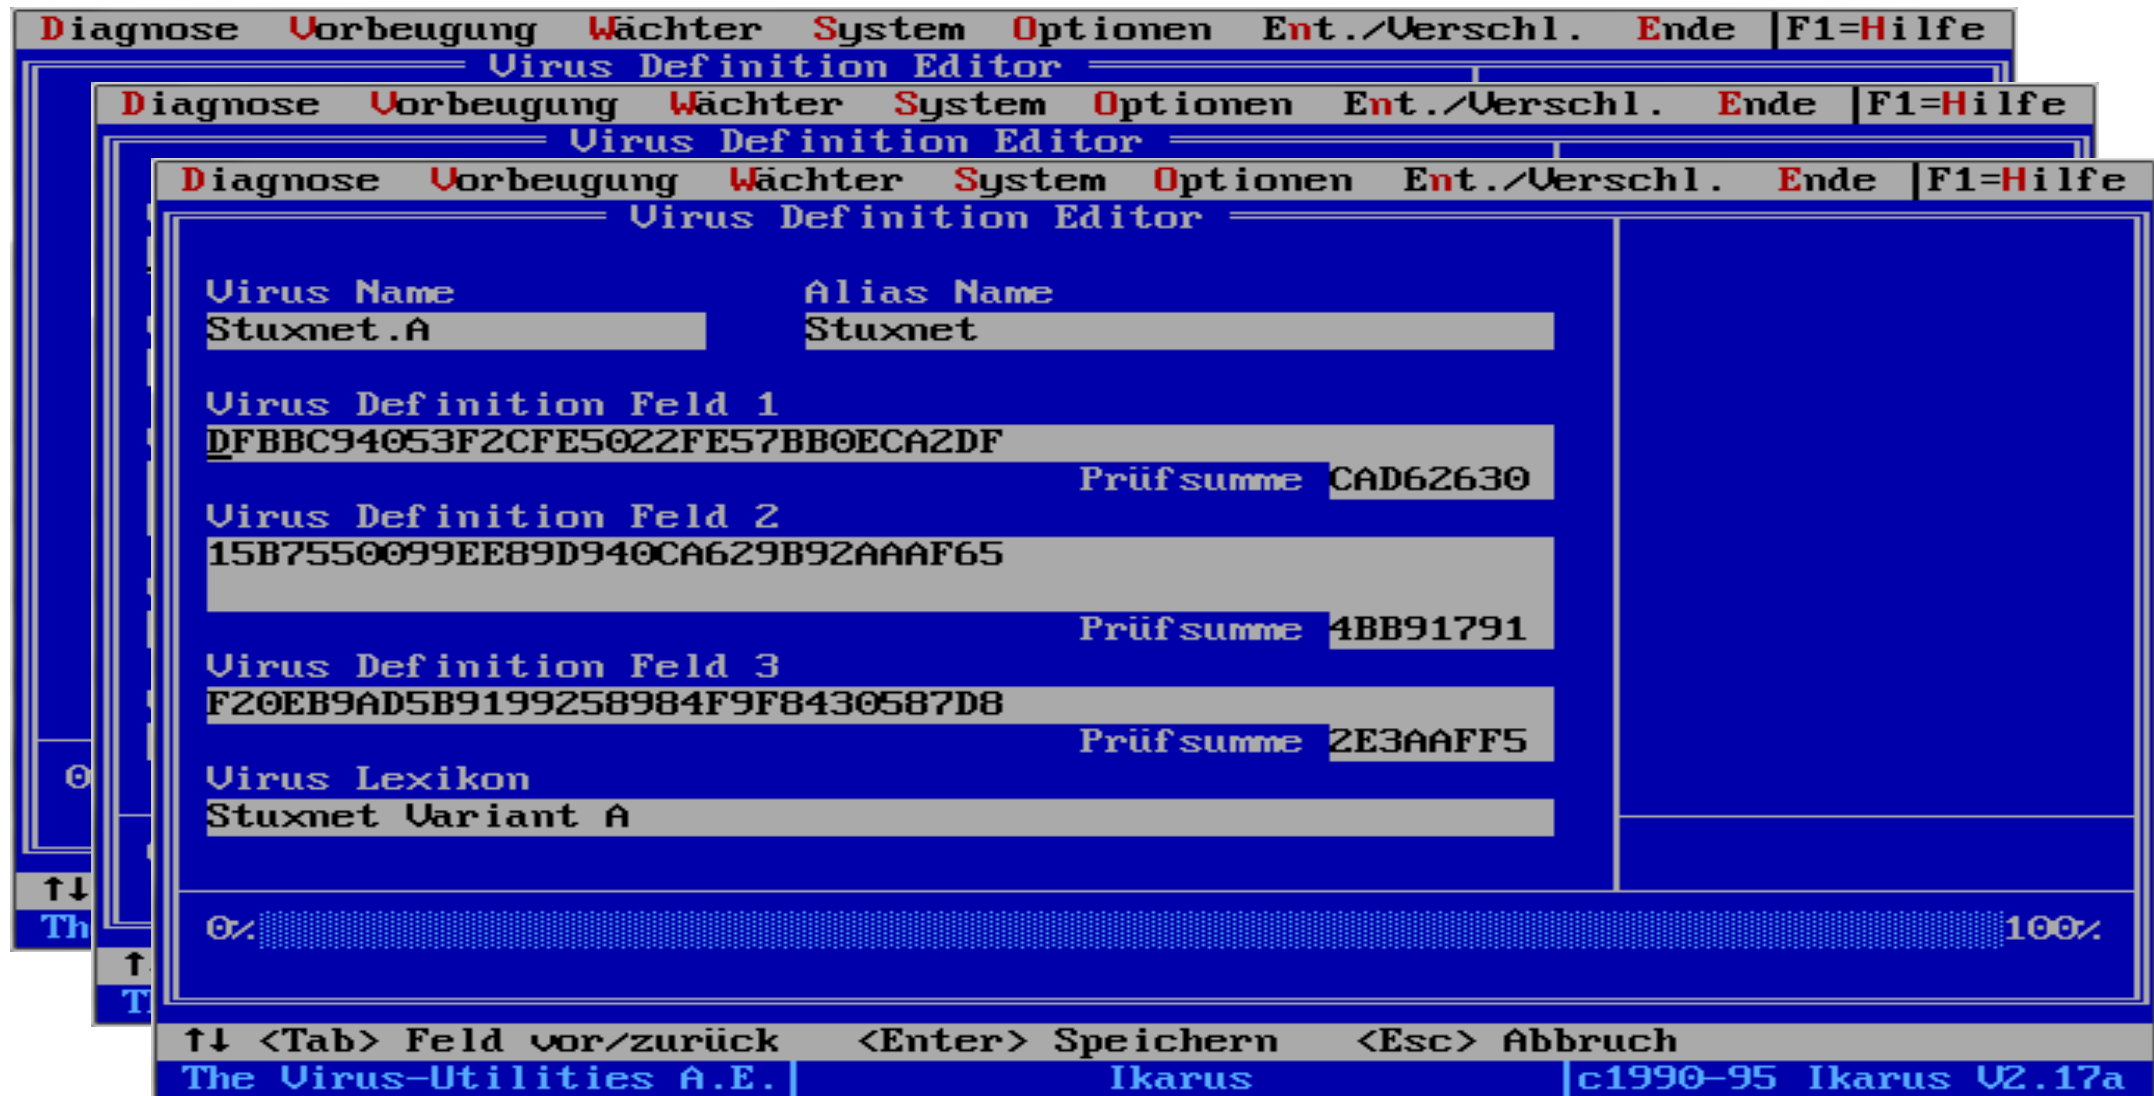 Diagnose Vorbeugung Wächter System Optionen Ent./Verschl. Ende F1=Hilfe
Virus Definition Editor
Diagnose Vorbeugung Wächter System Optionen Ent./Verschl. Ende F1=Hilfe
Virus Definition Editor
Diagnose Vorbeugung Wächter System Optionen Ent./Verschl. Ende F1=Hilfe
Virus Definition Editor
Virus Name Alias Name
Stuxnet.A Stuxnet
Virus Definition Feld 1
DFBBC94053F2CFE5022FE57BB0ECA2DF
Prüfsumme CAD62630
Virus Definition Feld 2
15B7550099EE89D940CA629B92AAAF65
Prüfsumme 4BB91791
Virus Definition Feld 3
F20EB9AD5B9199258984F9F8430587D8
Prüfsumme 2E3AAFF5
Virus Lexikon
Stuxnet Variant A
0
↑↓
Th
0% 100%
↑
T
↑↓ <Tab> Feld vor/zurück <Enter> Speichern <Esc> Abbruch
The Virus-Utilities A.E. Ikarus c1990-95 Ikarus V2.17a